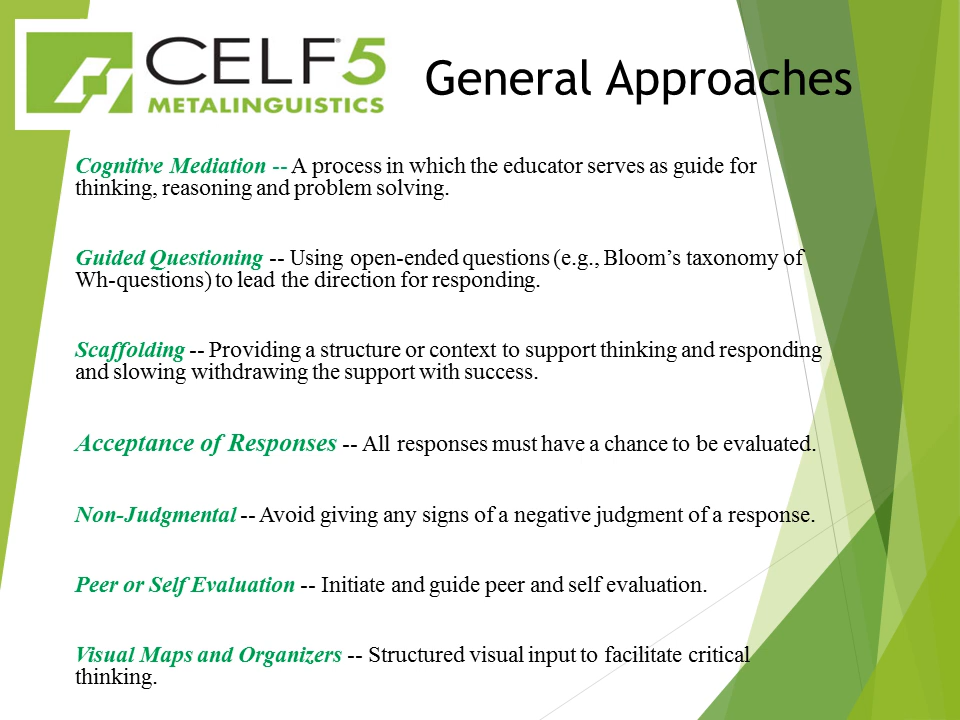 CELF®5
METALINGUISTICS
General Approaches
Cognitive Mediation -- A process in which the educator serves as guide for
thinking, reasoning and problem solving.
Guided Questioning -- Using open-ended questions (e.g., Bloom’s taxonomy of
Wh-questions) to lead the direction for responding.
Scaffolding -- Providing a structure or context to support thinking and responding
and slowing withdrawing the support with success.
Acceptance of Responses -- All responses must have a chance to be evaluated.
Non-Judgmental -- Avoid giving any signs of a negative judgment of a response.
Peer or Self Evaluation -- Initiate and guide peer and self evaluation.
Visual Maps and Organizers -- Structured visual input to facilitate critical
thinking.